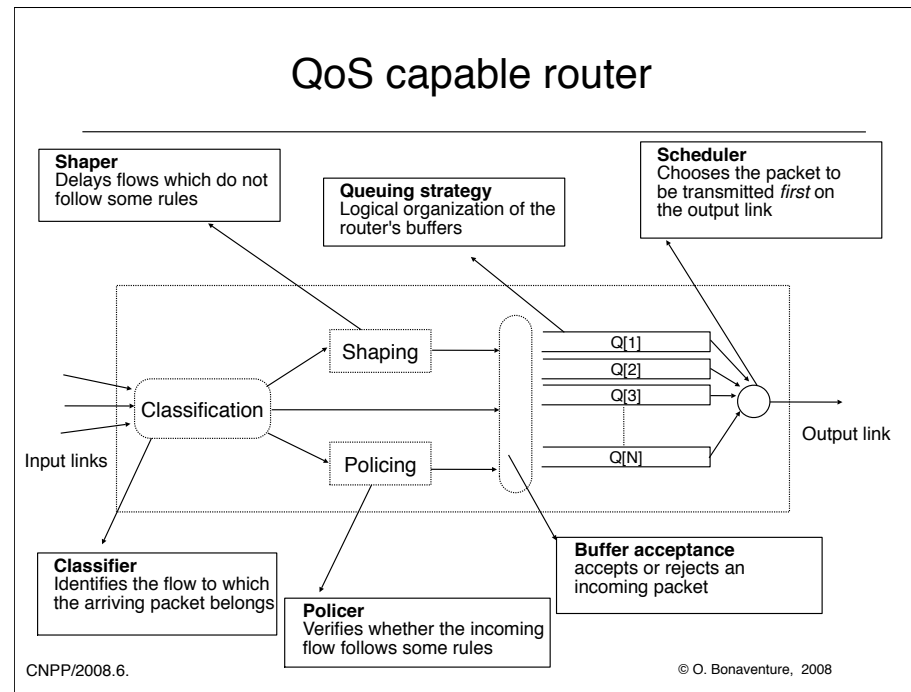 QoS capable router
Shaper
Delays flows which do not
follow some rules
Queuing strategy
Logical organization of the
router's buffers
Scheduler
Chooses the packet to
be transmitted first on
the output link
Shaping
Classification
Policing
Input links
Q[1]
Q[2]
Q[3]
Q[N]
Output link
Classifier
Identifies the flow to which
the arriving packet belongs
Policer
Verifies whether the incoming
flow follows some rules
Buffer acceptance
accepts or rejects an
incoming packet
CNPP/2008.6.
© O. Bonaventure, 2008